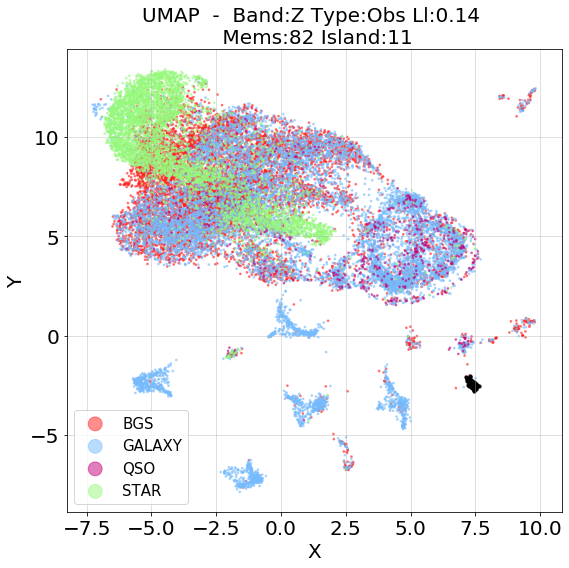 UMAP  -  Band:Z Type:Obs Ll:0.14
Mems:82 Island:11
Y
10
5
0
−5
BGS
GALAXY
QSO
STAR
−7.5 −5.0 −2.5 0.0 2.5 5.0 7.5 10.0
X